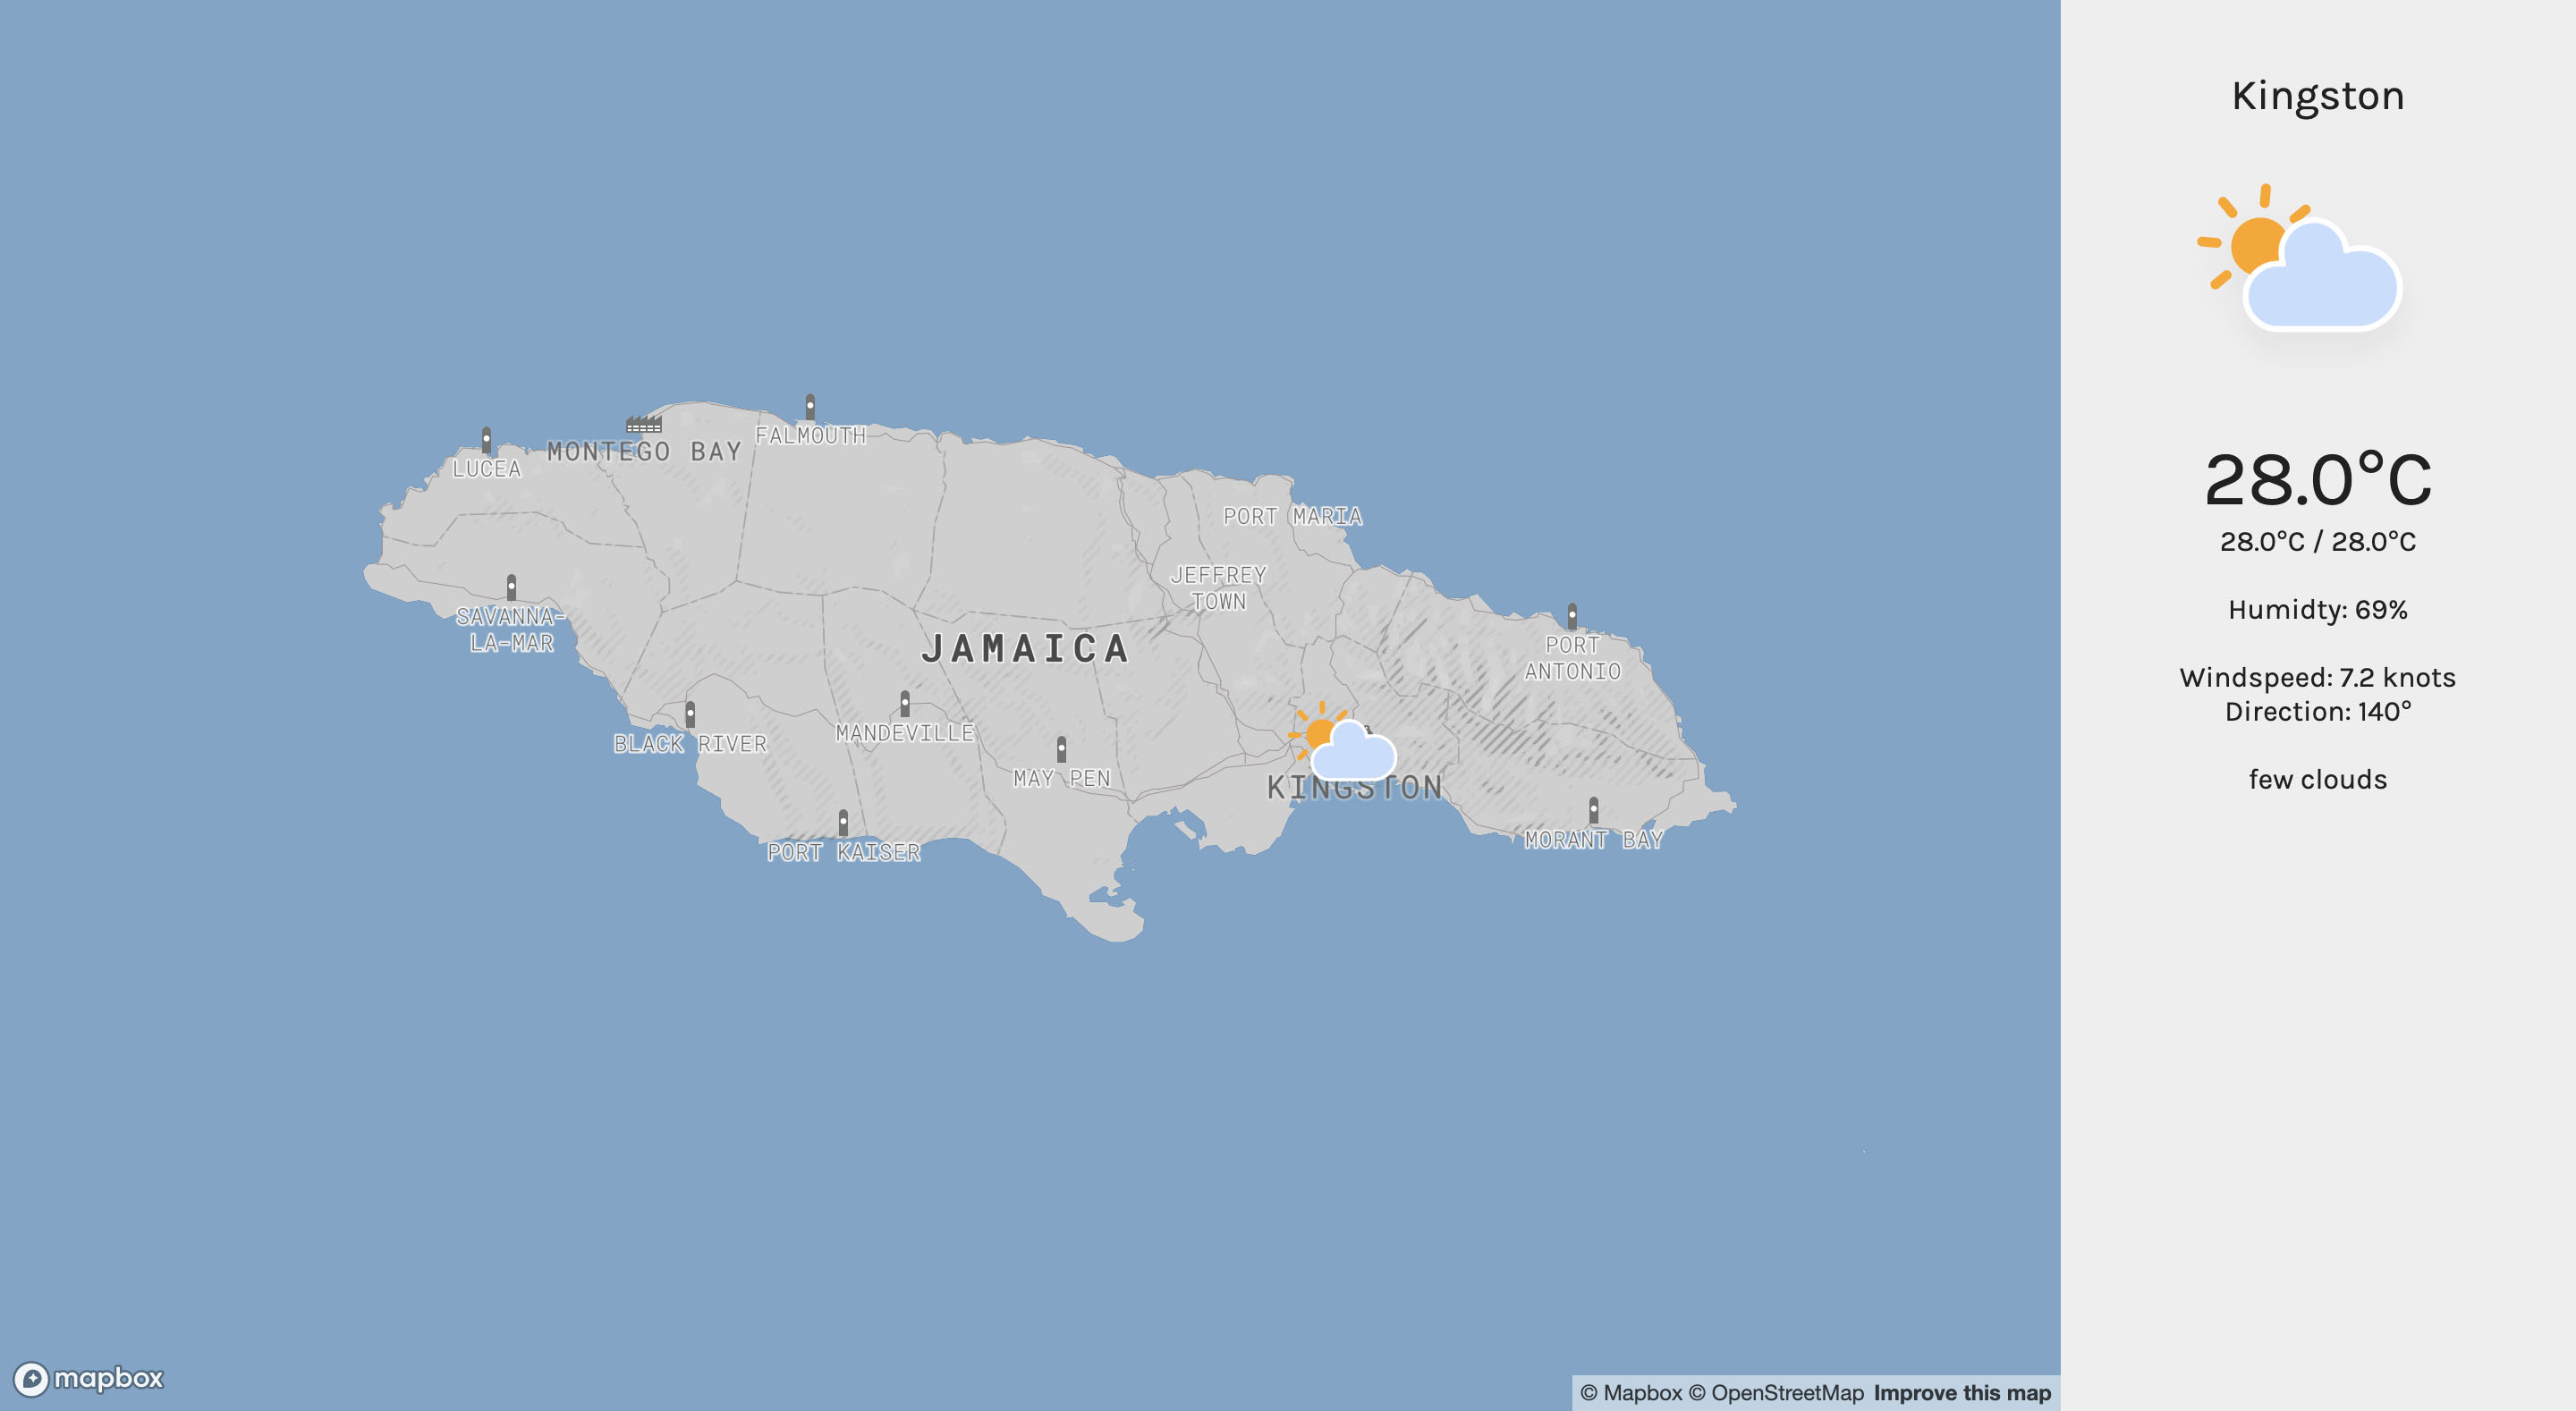 Kingston
28.0°C
28.0°C / 28.0°C
Humidty: 69%
Windspeed: 7.2 knots
Direction: 140°
few clouds
LUCEA
MONTEGO BAY
FALMOUTH
PORT MARIA
JEFFREY
TOWN
SAVANNA-
LA-MAR
JAMAICA
PORT
ANTONIO
BLACK RIVER
MANDEVILLE
MAY PEN
KINGSTON
PORT KAISER
MORANT BAY
mapbox
© Mapbox © OpenStreetMap Improve this map